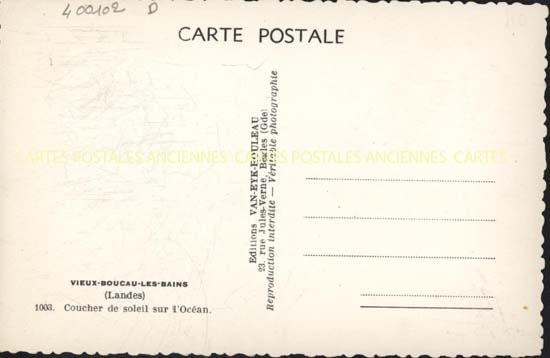 400102 D
CARTE POSTALE
Editions VAN-EYK-POULEAU
23, rue Jules-Verne, Bègles (Gde)
Reproduction interdite — Véritable photographie
CARTES POSTALES ANCIENNES CARTES POSTALES ANCIENNES CARTES
VIEUX-BOUCAU-LES-BAINS
(Landes)
1003. Coucher de soleil sur l'Océan.